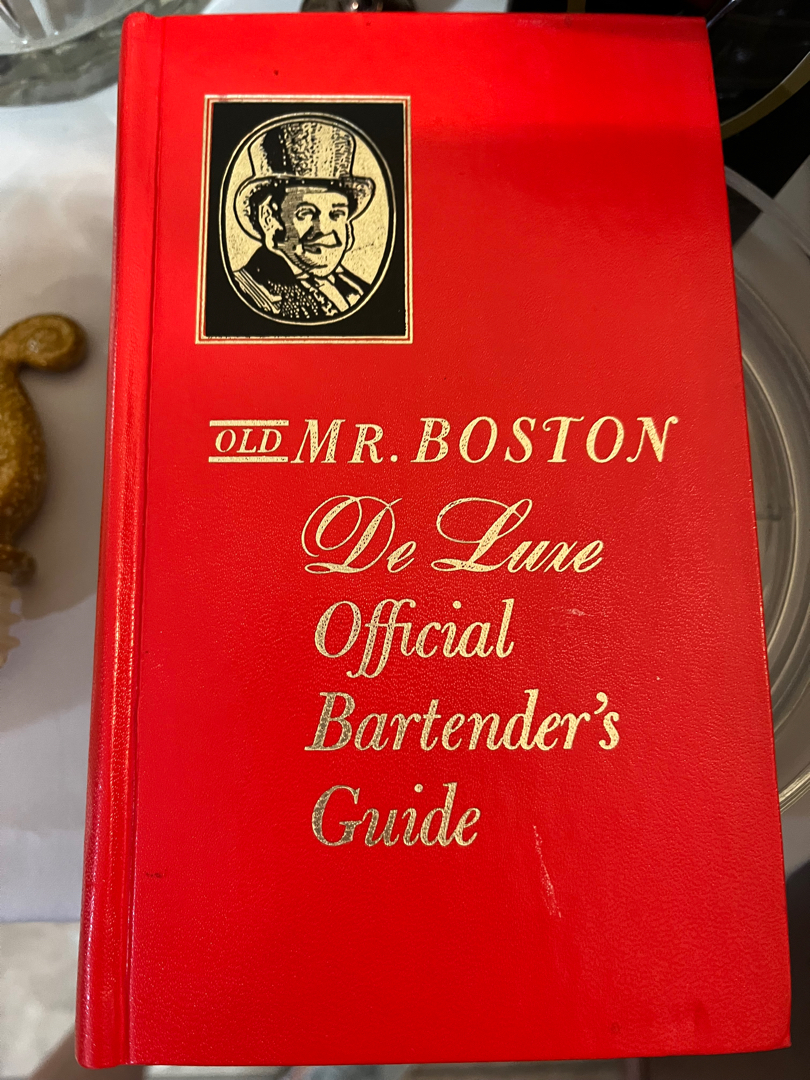 OLD MR. BOSTON
De Luxe
Official
Bartender's
Guide